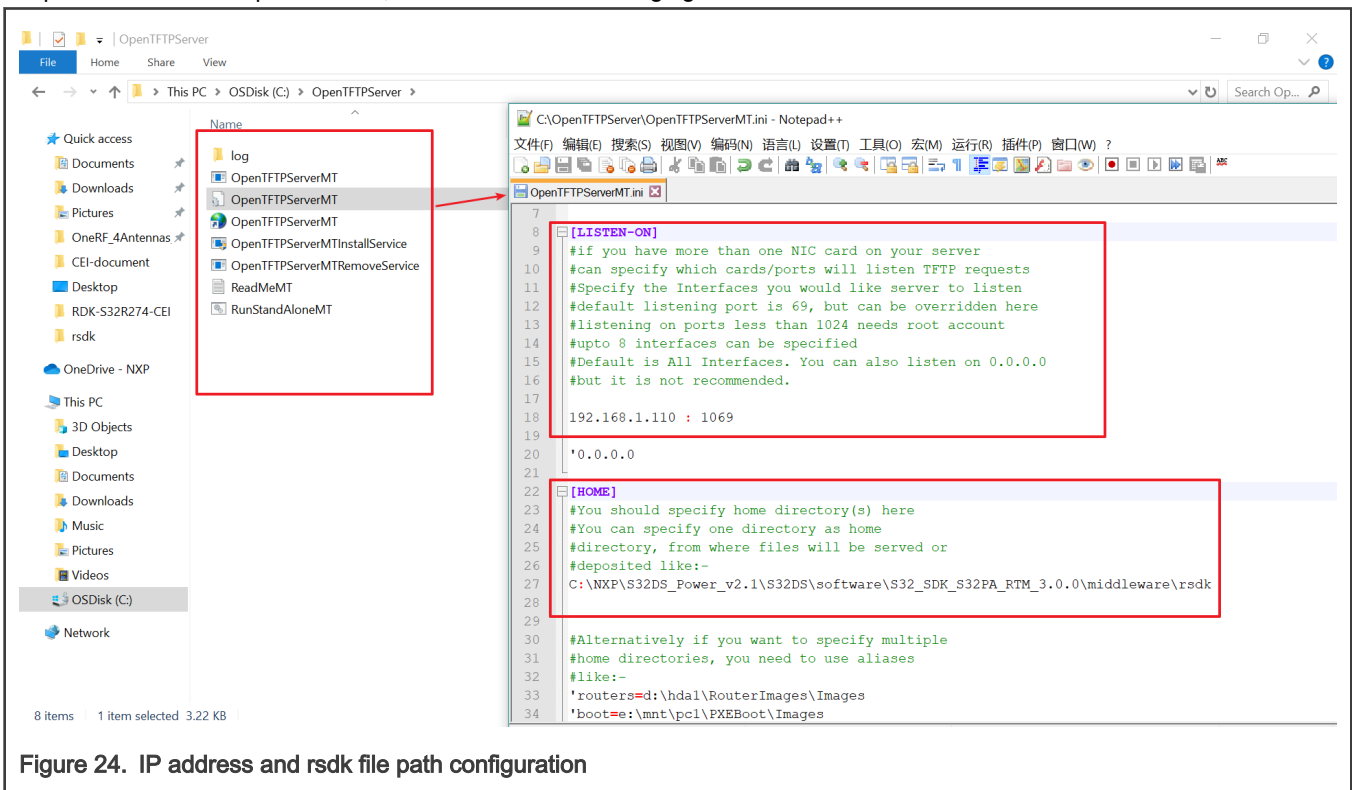 OpenTFTPServer
File Home Share View
This PC > OSDisk (C:) > OpenTFTPServer >
Search Op...
Quick access
Documents
Downloads
Pictures
OneRF_4Antennas
CEI-document
Desktop
RDK-S32R274-CEI
rsdk
OneDrive - NXP
This PC
3D Objects
Desktop
Documents
Downloads
Music
Pictures
Videos
OSDisk (C:)
Network
8 items 1 item selected 3.22 KB
Name
log
OpenTFTPServerMT
OpenTFTPServerMT
OpenTFTPServerMT
OpenTFTPServerMTInstallService
OpenTFTPServerMTRemoveService
ReadMeMT
RunStandAloneMT
C:\OpenTFTPServer\OpenTFTPServerMT.ini - Notepad++
文件(F) 编辑(E) 搜索(S) 视图(V) 编码(N) 语言(L) 设置(T) 工具(O) 宏(M) 运行(R) 插件(P) 窗口(W) ?
OpenTFTPServerMT.ini
7
8 [LISTEN-ON]
9 #if you have more than one NIC card on your server
10 #can specify which cards/ports will listen TFTP requests
11 #Specify the Interfaces you would like server to listen
12 #default listening port is 69, but can be overridden here
13 #listening on ports less than 1024 needs root account
14 #upto 8 interfaces can be specified
15 #Default is All Interfaces. You can also listen on 0.0.0.0
16 #but it is not recommended.
17
18 192.168.1.110 : 1069
19
20 '0.0.0.0
21
22 [HOME]
23 #You should specify home directory(s) here
24 #You can specify one directory as home
25 #directory, from where files will be served or
26 #deposited like:-
27 C:\NXP\S32DS_Power_v2.1\S32DS\software\S32_SDK_S32PA_RTM_3.0.0\middleware\rsdk
28
29
30 #Alternatively if you want to specify multiple
31 #home directories, you need to use aliases
32 #like:-
33 'routers=d:\hdal\RouterImages\Images
34 'boot=e:\mnt\pc1\PXEBoot\Images
Figure 24. IP address and rsdk file path configuration